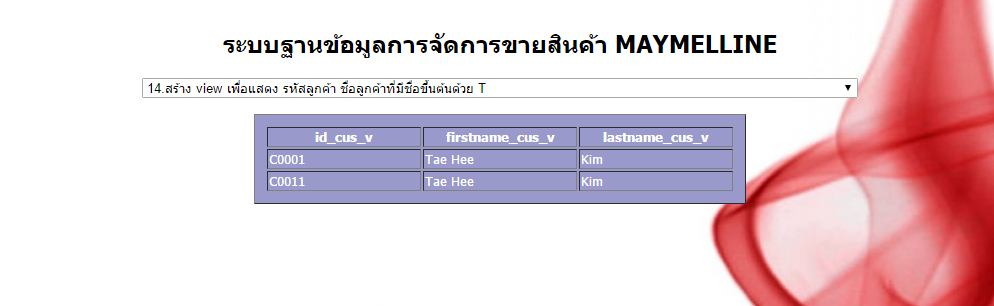 ระบบฐานข้อมูลการจัดการขายสินค้า MAYMELLINE
14.สร้าง view เพื่อแสดง รหัสลูกค้า ชื่อลูกค้าที่มีชื่อขึ้นต้นด้วย T
id_cus_v firstname_cus_v lastname_cus_v
C0001 Tae Hee Kim
C0011 Tae Hee Kim